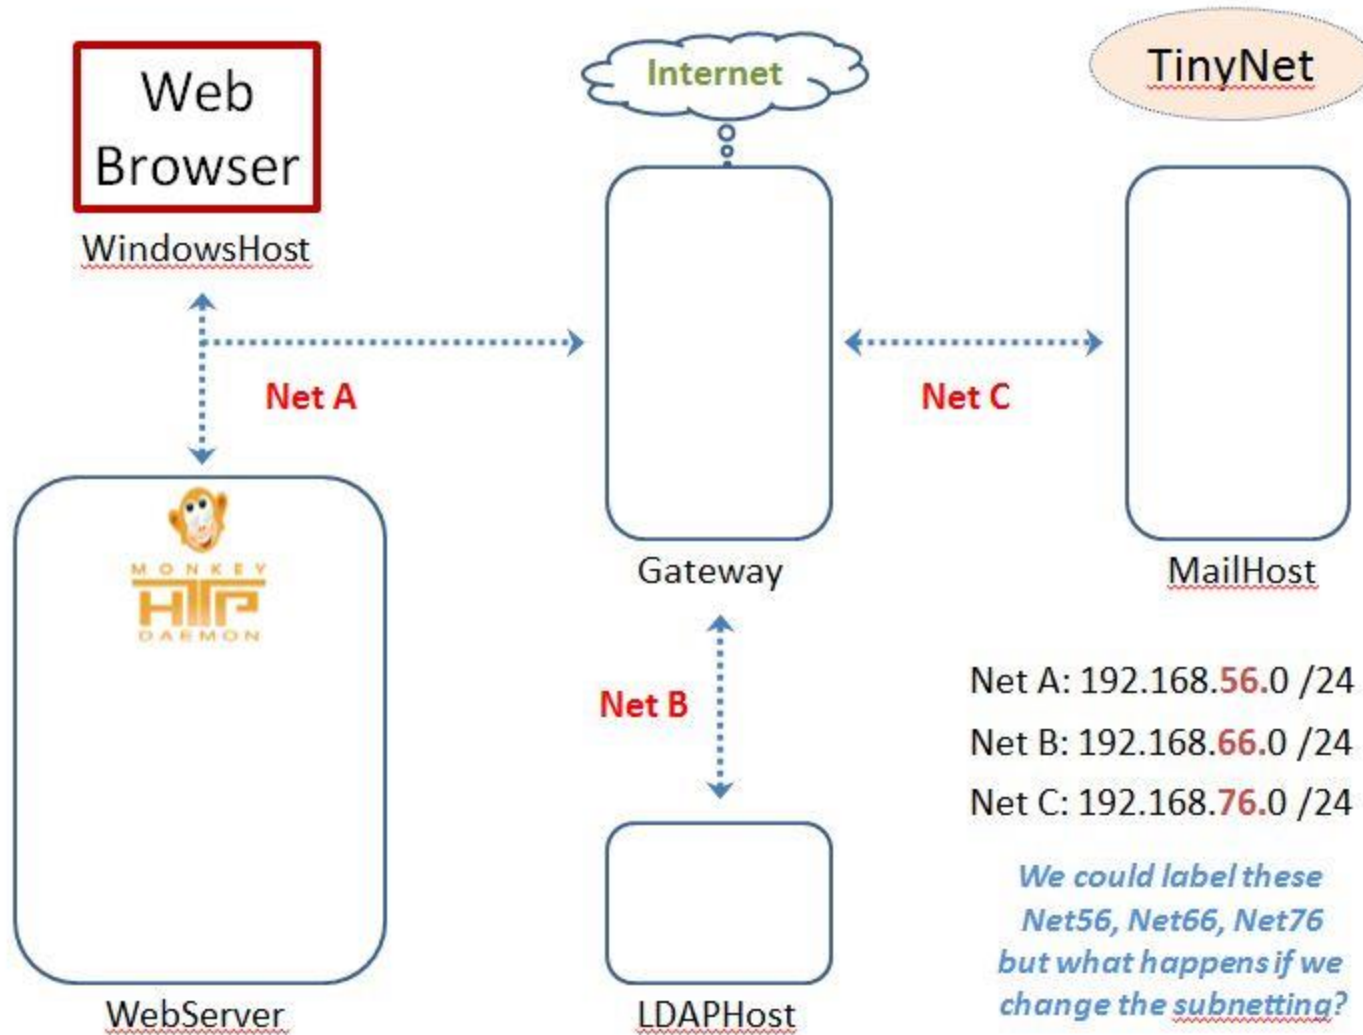 Web
Browser
WindowsHost
Internet
TinyNet
Net A
Net C
MONKEY
HTTP
DAEMON
Gateway
MailHost
Net B
Net A: 192.168.56.0 /24
Net B: 192.168.66.0 /24
Net C: 192.168.76.0 /24
We could label these
Net56, Net66, Net76
but what happens if we
change the subnetting?
WebServer
LDAPHost